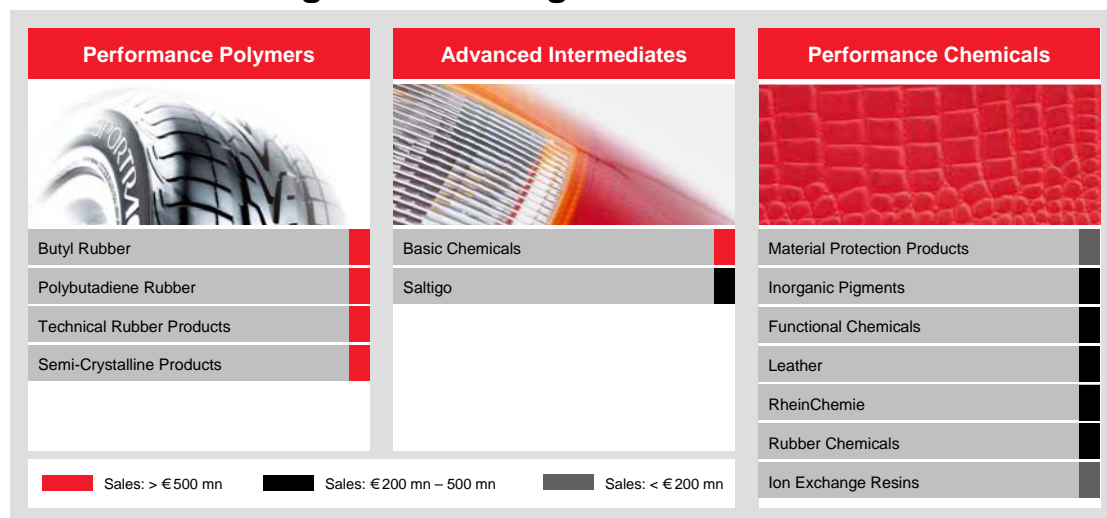 Performance Polymers
Advanced Intermediates
Performance Chemicals
SPORTRA
Butyl Rubber
Polybutadiene Rubber
Technical Rubber Products
Semi-Crystalline Products
Basic Chemicals
Saltigo
Material Protection Products
Inorganic Pigments
Functional Chemicals
Leather
RheinChemie
Rubber Chemicals
Ion Exchange Resins
Sales: > €500 mn
Sales: €200 mn – 500 mn
Sales: < €200 mn